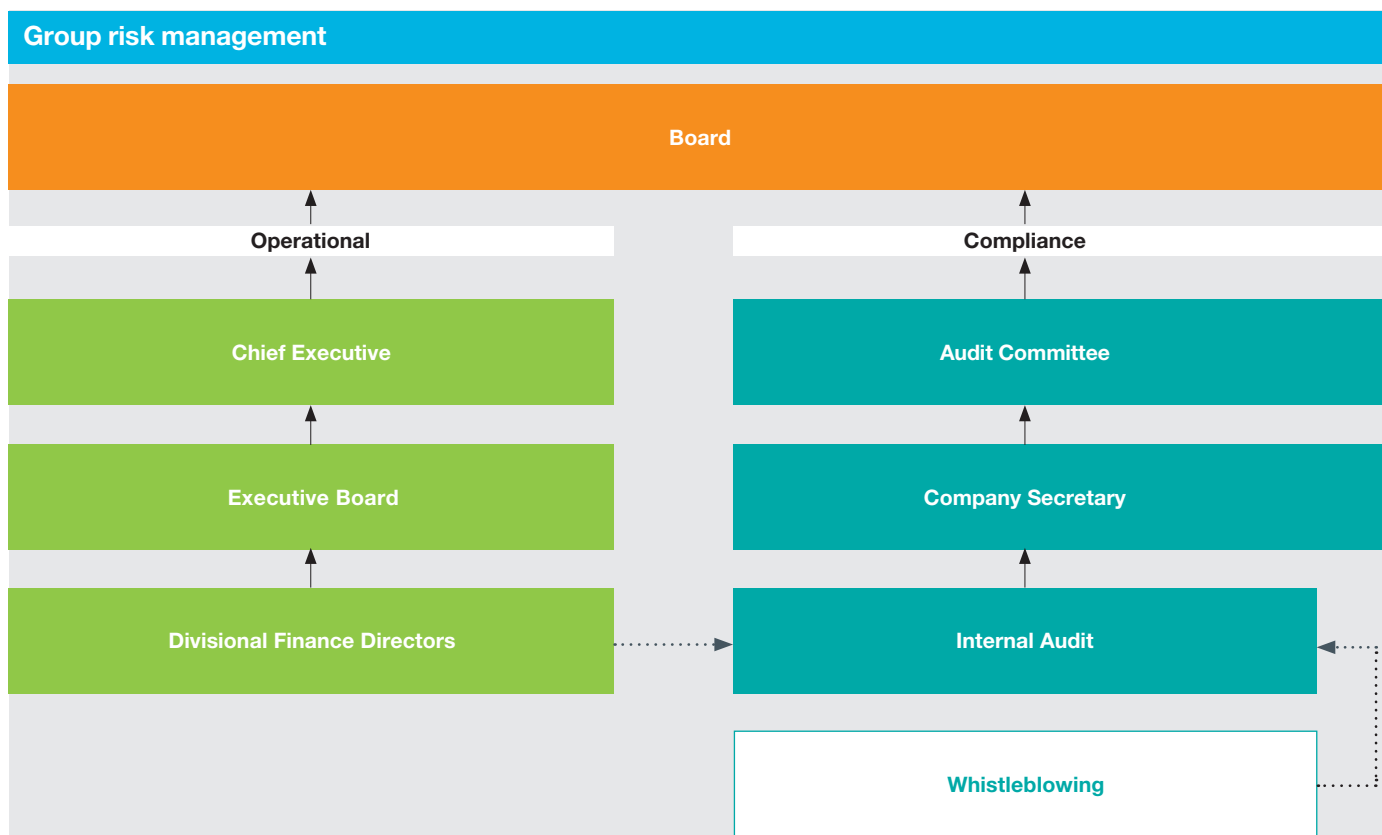 Group risk management
Board
Operational
Compliance
Chief Executive
Audit Committee
Executive Board
Company Secretary
Divisional Finance Directors
Internal Audit
Whistleblowing